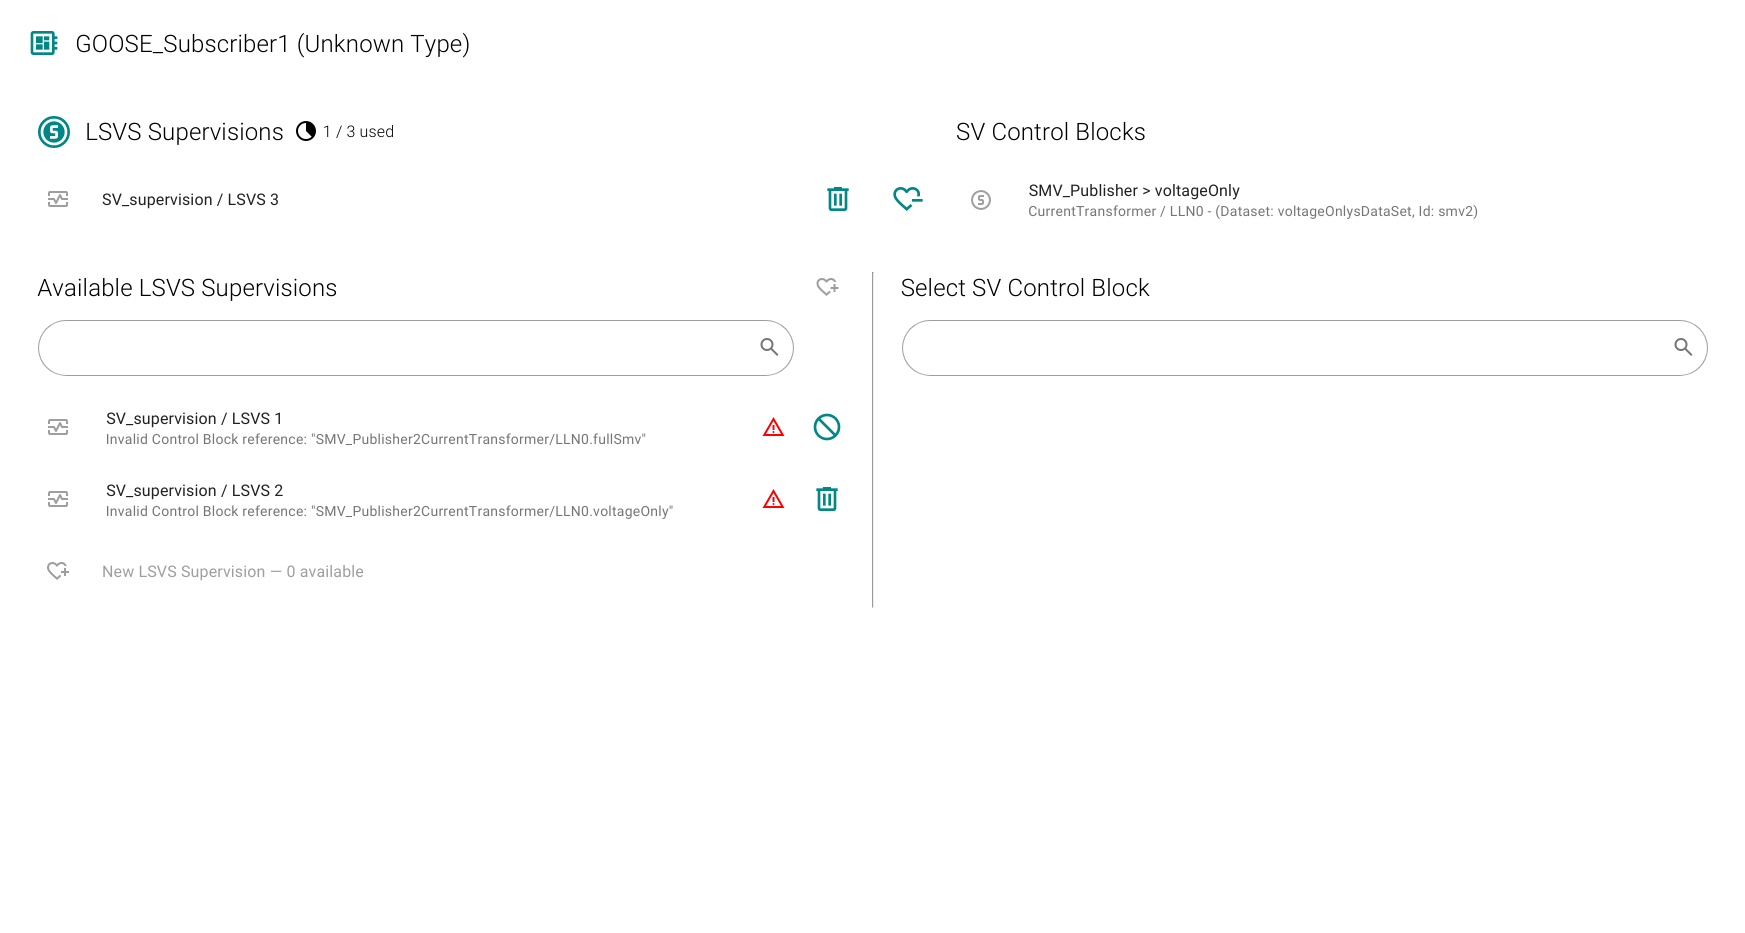 GOOSE_Subscriber1 (Unknown Type)
LSVS Supervisions 1 / 3 used
SV Control Blocks
SV_supervision / LSVS 3
SMV_Publisher > voltageOnly
CurrentTransformer / LLN0 - (Dataset: voltageOnlysDataSet, Id: smv2)
Available LSVS Supervisions
Select SV Control Block
SV_supervision / LSVS 1
Invalid Control Block reference: "SMV_Publisher2CurrentTransformer/LLN0.fullSmv"
SV_supervision / LSVS 2
Invalid Control Block reference: "SMV_Publisher2CurrentTransformer/LLN0.voltageOnly"
New LSVS Supervision — 0 available